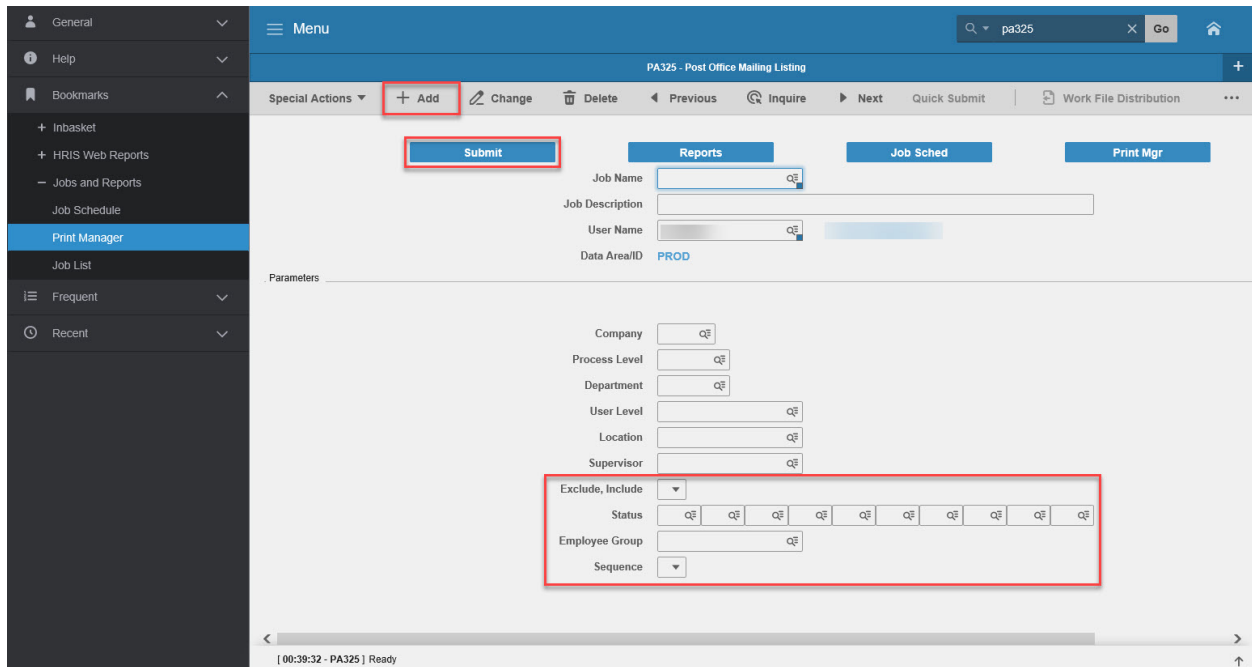 General
Help
Bookmarks
+ Inbasket
+ HRIS Web Reports
− Jobs and Reports
Job Schedule
Print Manager
Job List
Frequent
Recent
Menu
pa325
Go
PA325 - Post Office Mailing Listing
+
Special Actions
Add
Change
Delete
Previous
Inquire
Next
Quick Submit
Work File Distribution
...
Submit
Reports
Job Sched
Print Mgr
Job Name
Job Description
User Name
Data Area/ID PROD
Parameters
Company
Process Level
Department
User Level
Location
Supervisor
Exclude, Include
Status
Employee Group
Sequence
[ 00:39:32 - PA325 ] Ready